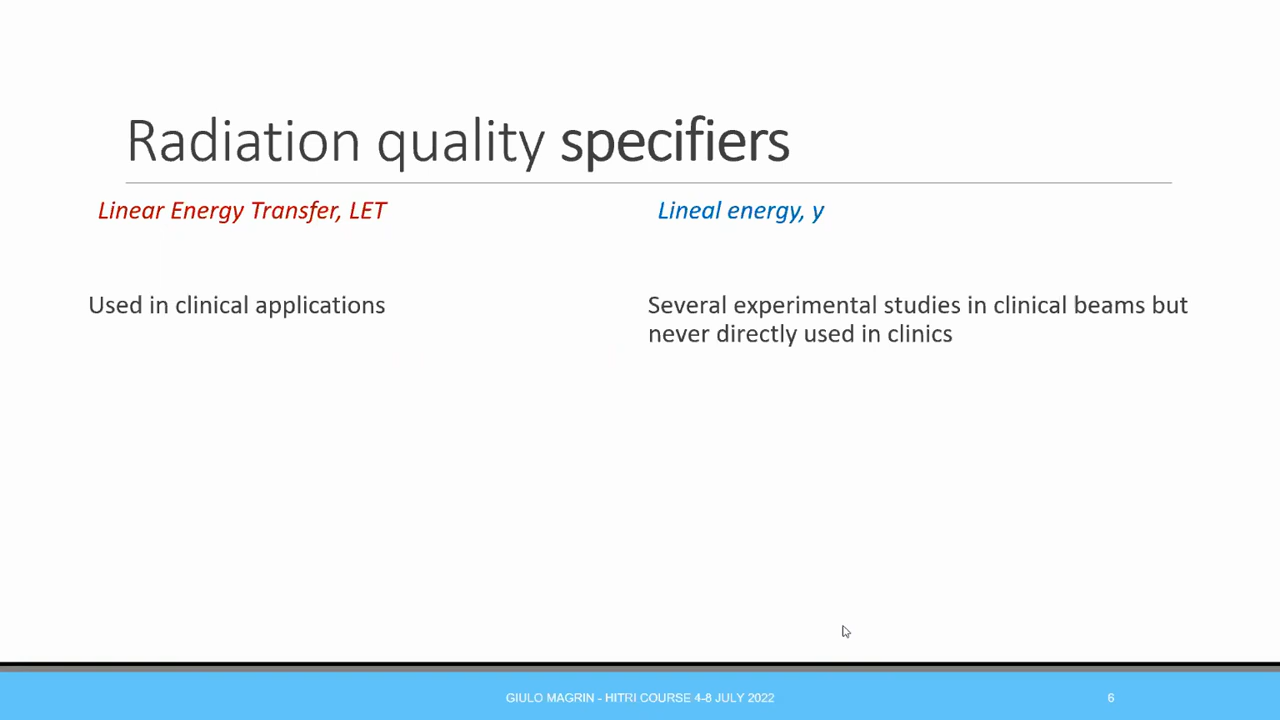 Radiation quality specifiers
Linear Energy Transfer, LET
Lineal energy, y
Used in clinical applications
Several experimental studies in clinical beams but
never directly used in clinics
GIULO MAGRIN - HITRI COURSE 4-8 JULY 2022
6